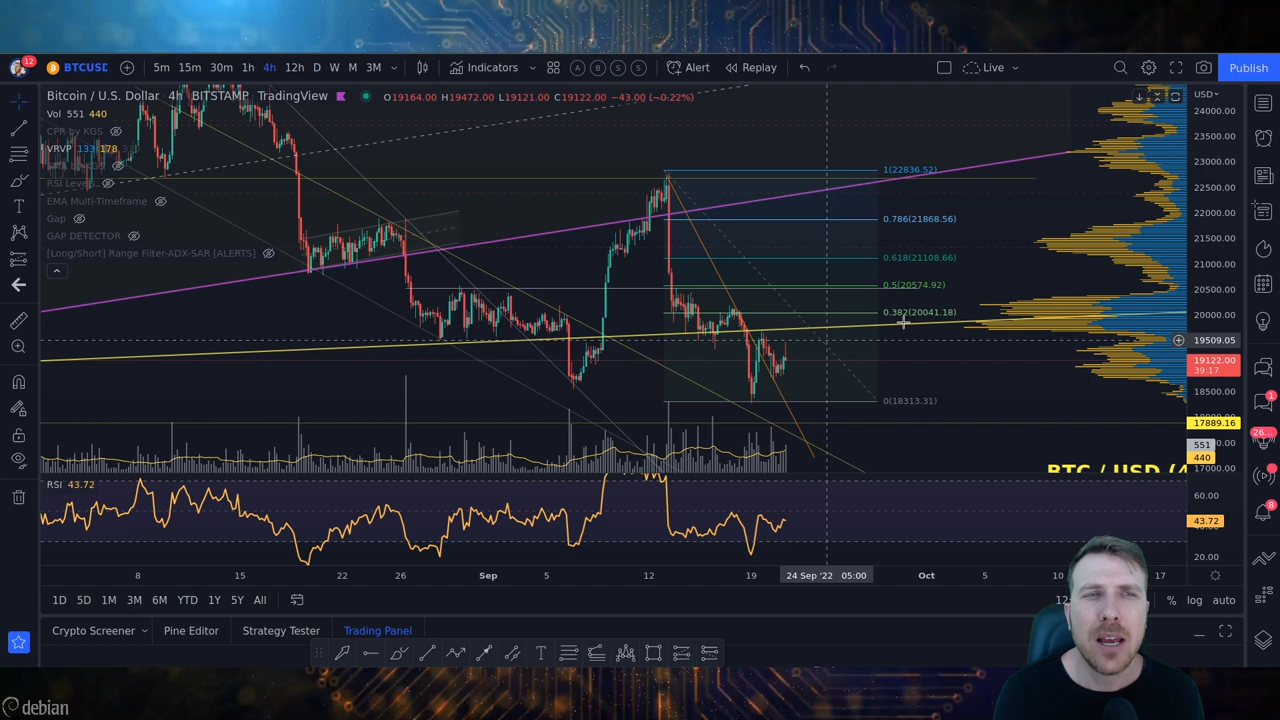 12
BTCUSD
5m 15m 30m 1h 4h 12h D W M 3M
Indicators
A B S S
Alert
Replay
Live
Publish
Bitcoin / U.S. Dollar 4h BITSTAMP TradingView
O19164.00 H19472.00 L19121.00 C19122.00 −43.00 (−0.22%)
USD
Vol 551 440
CPR by KGS
VRVP 133 178
RSI Levels
EMA Multi-Timeframe
Gap
GAP DETECTOR.
[Long/Short] Range Filter-ADX-SAR [ALERTS]
1(22836.52)
0.786(21868.56)
0.618(21108.66)
0.5(20574.92)
0.382(20041.18)
0(18313.31)
24000.00
23500.00
23000.00
22500.00
22000.00
21500.00
21000.00
20500.00
20000.00
19509.05
19122.00
39:17
18500.00
17889.16
551
440
17000.00
BTC / USD (4
RSI 43.72
60.00
43.72
20.00
8 15 22 26 Sep 5 12 19 24 Sep '22 05:00 Oct 5 10 17
1D 5D 1M 3M 6M YTD 1Y 5Y All
12:
% log auto
Crypto Screener
Pine Editor
Strategy Tester
Trading Panel
1
26...
8
debian